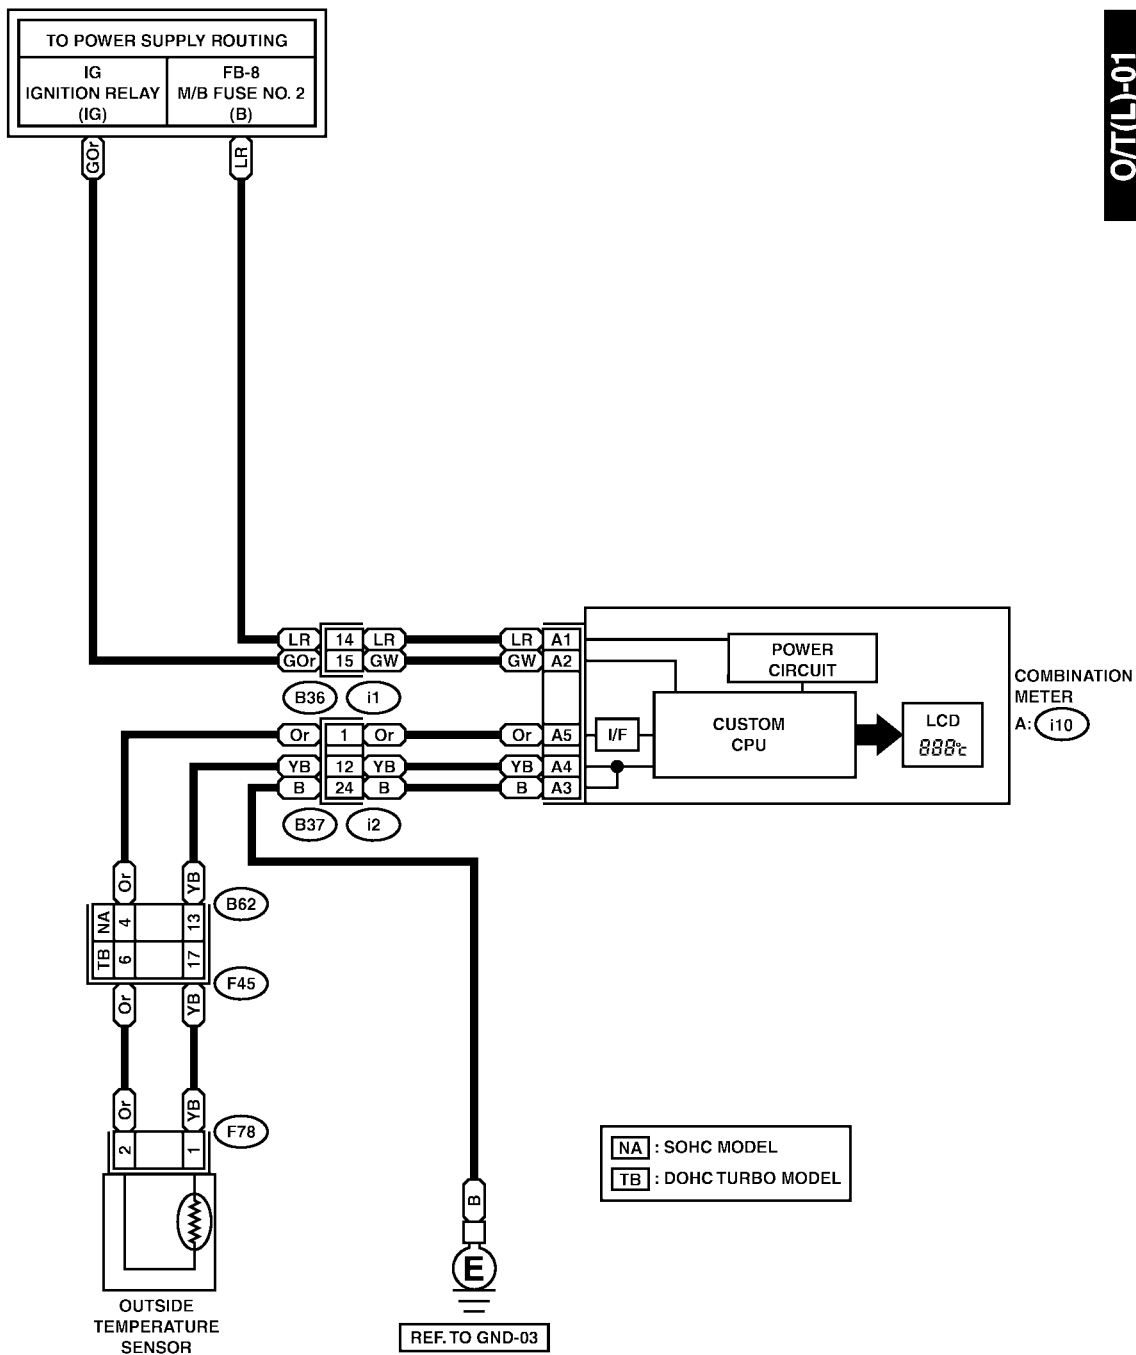 TO POWER SUPPLY ROUTING
IG
IGNITION RELAY
(IG)
FB-8
M/B FUSE NO. 2
(B)
O/T(L)-01
GOr
LR
LR 14 LR LR A1
GOr 15 GW GW A2
B36 i1
POWER
CIRCUIT
COMBINATION
METER
A: i10
Or 1 Or Or A5
I/F
CUSTOM
CPU
LCD
888°c
YB 12 YB YB A4
B 24 B B A3
B37 i2
Or YB
B62
NA 4 13
TB 6 17
F45
Or YB
Or YB
F78
2 1
OUTSIDE
TEMPERATURE
SENSOR
B
E
REF. TO GND-03
NA : SOHC MODEL
TB : DOHC TURBO MODEL